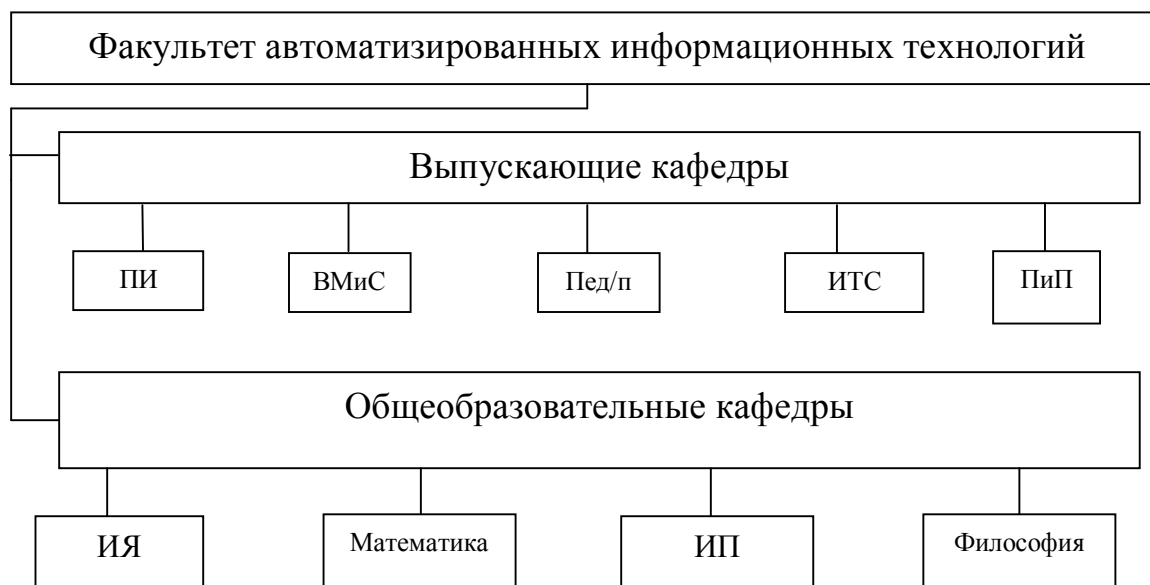 Факультет автоматизированных информационных технологий
Выпускающие кафедры
ПИ
ВМиС
Пед/п
ИТС
ПиП
Общеобразовательные кафедры
ИЯ
Математика
ИП
Философия